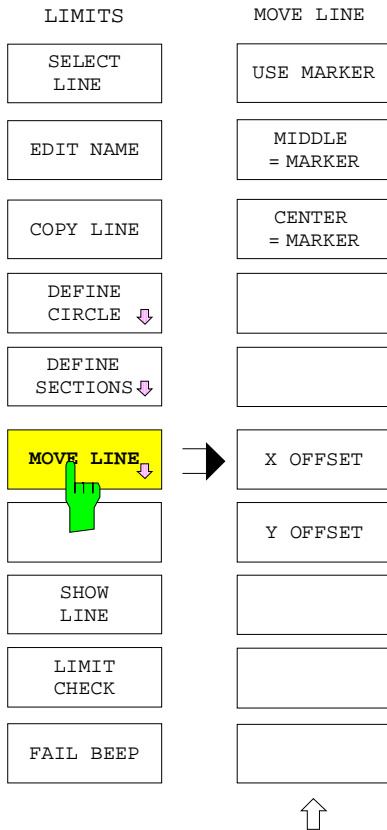 LIMITS
SELECT
LINE
EDIT NAME
COPY LINE
DEFINE
CIRCLE
DEFINE
SECTIONS
MOVE LINE
SHOW
LINE
LIMIT
CHECK
FAIL BEEP
MOVE LINE
USE MARKER
MIDDLE
= MARKER
CENTER
= MARKER
X OFFSET
Y OFFSET